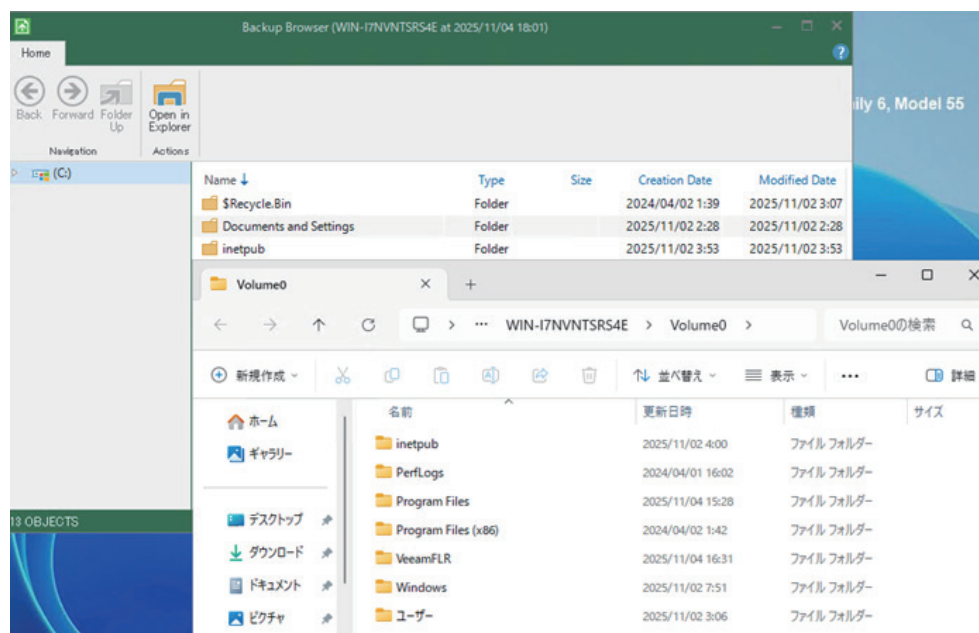 Backup Browser (WIN-I7NVNTSRS4E at 2025/11/04 18:01)
Home
?
Back Forward Folder Up
Open in Explorer
Navigation Actions
ily 6, Model 55
(C:)
Name Type Size Creation Date Modified Date
$Recycle.Bin Folder 2024/04/02 1:39 2025/11/02 3:07
Documents and Settings Folder 2025/11/02 2:28 2025/11/02 2:28
inetpub Folder 2025/11/02 3:53 2025/11/02 3:53
Volume0
WIN-I7NVNTSRS4E > Volume0 >
Volume0の検索
新規作成 並べ替え 表示 ... 詳細
ホーム
ギャラリー
デスクトップ
ダウンロード
ドキュメント
ピクチャ
名前 更新日時 種類 サイズ
inetpub 2025/11/02 4:00 ファイル フォルダー
PerfLogs 2024/04/01 16:02 ファイル フォルダー
Program Files 2025/11/04 15:28 ファイル フォルダー
Program Files (x86) 2024/04/02 1:42 ファイル フォルダー
VeeamFLR 2025/11/04 16:31 ファイル フォルダー
Windows 2025/11/02 7:51 ファイル フォルダー
ユーザー 2025/11/02 3:06 ファイル フォルダー
13 OBJECTS